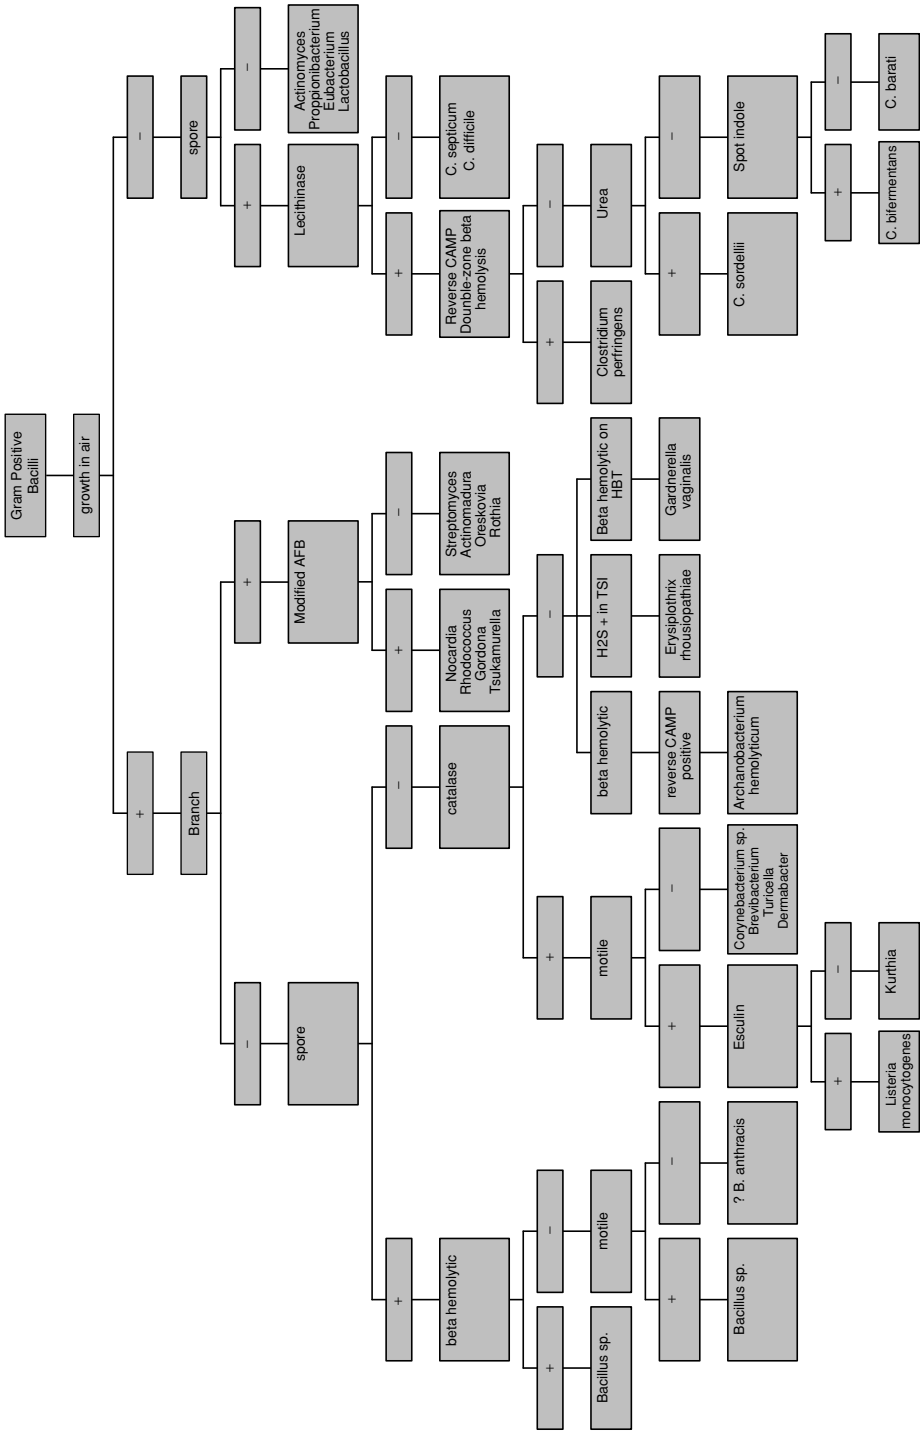 Gram Positive
Bacilli
growth in air
+
−
Branch
spore
−
+
+
−
spore
Modified AFB
Lecithinase
Actinomyces
Proppionibacterium
Eubacterium
Lactobacillus
+
−
+
−
+
−
beta hemolytic
catalase
Nocardia
Rhodococcus
Gordona
Tsukamurella
Streptomyces
Actinomadura
Oreskovia
Rothia
Reverse CAMP
Dounble-zone beta
hemolysis
C. septicum
C. difficile
+
−
+
−
+
−
Bacillus sp.
motile
motile
beta hemolytic
H2S + in TSI
Beta hemolytic on
HBT
Clostridium
perfringens
Urea
+
−
+
−
reverse CAMP
positive
Erysiplothrix
rhousiopathiae
Gardnerella
vaginalis
+
−
Bacillus sp.
? B. anthracis
Esculin
Corynebacterium sp.
Brevibacterium
Turicella
Dermabacter
Archanobacterium
hemolyticum
C. sordellii
Spot indole
+
−
+
−
Listeria
monocytogenes
Kurthia
C. bifermentans
C. barati